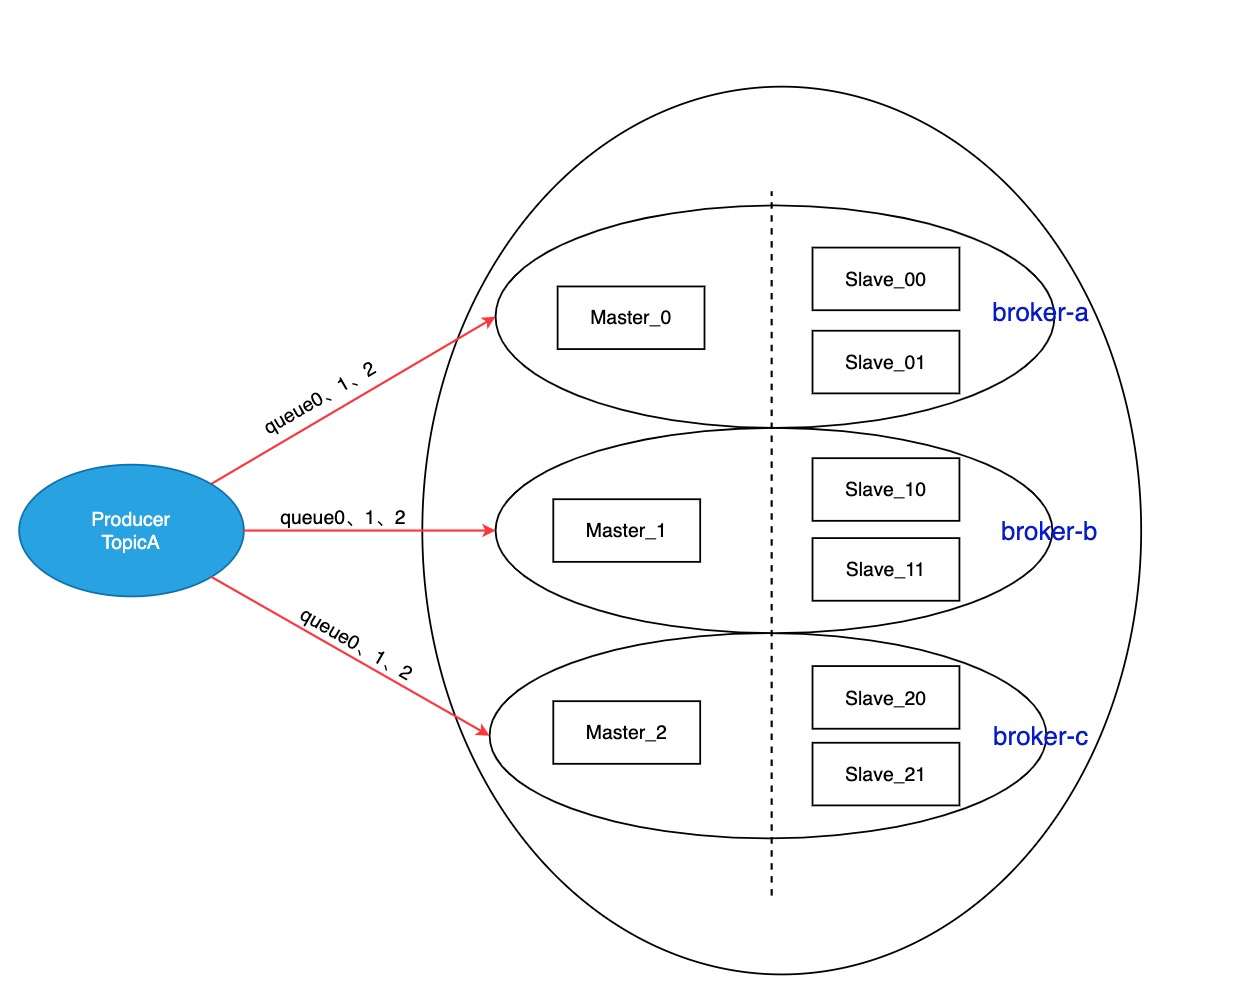 Producer
TopicA
queue0、1、2
queue0、1、2
queue0、1、2
Master_0
Slave_00
Slave_01
broker-a
Master_1
Slave_10
Slave_11
broker-b
Master_2
Slave_20
Slave_21
broker-c